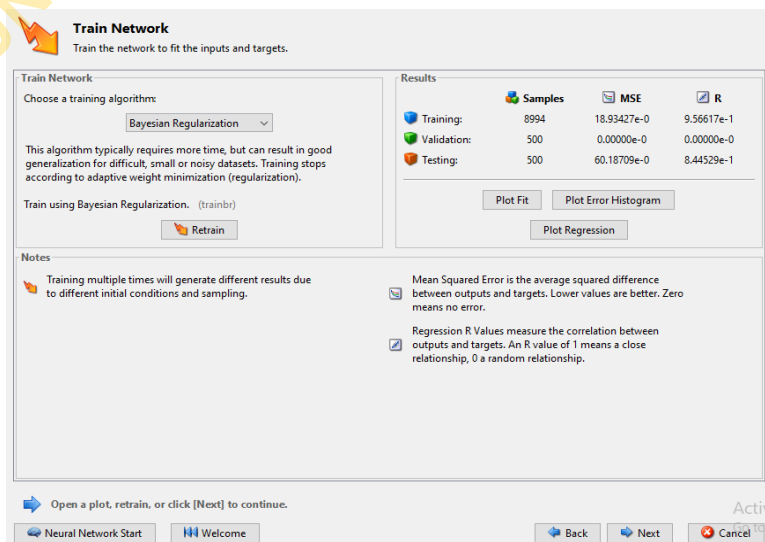 Train Network
Train the network to fit the inputs and targets.
Train Network
Choose a training algorithm:
Bayesian Regularization
This algorithm typically requires more time, but can result in good
generalization for difficult, small or noisy datasets. Training stops
according to adaptive weight minimization (regularization).
Train using Bayesian Regularization. (trainbr)
Retrain
Results
Samples MSE R
Training: 8994 18.93427e-0 9.56617e-1
Validation: 500 0.00000e-0 0.00000e-0
Testing: 500 60.18709e-0 8.44529e-1
Plot Fit Plot Error Histogram
Plot Regression
Notes
Training multiple times will generate different results due
to different initial conditions and sampling.
Mean Squared Error is the average squared difference
between outputs and targets. Lower values are better. Zero
means no error.
Regression R Values measure the correlation between
outputs and targets. An R value of 1 means a close
relationship, 0 a random relationship.
Open a plot, retrain, or click [Next] to continue.
Neural Network Start Welcome Back Next Cancel